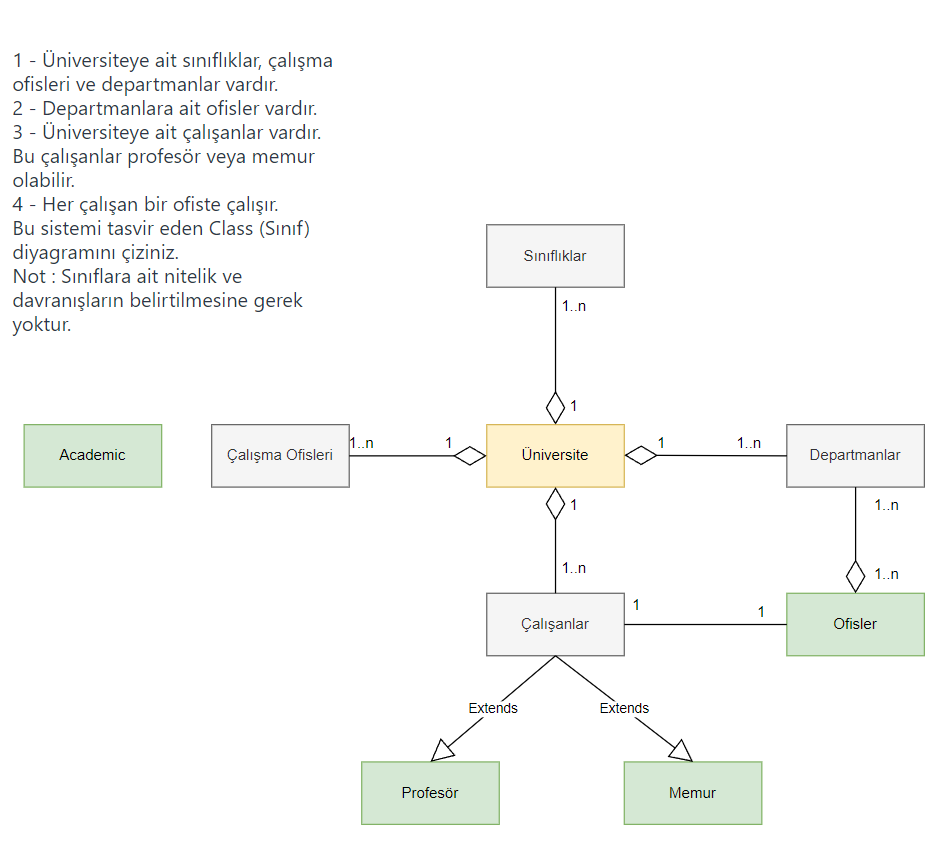 1 - Üniversiteye ait sınıflıklar, çalışma
ofisleri ve departmanlar vardır.
2 - Departmanlara ait ofisler vardır.
3 - Üniversiteye ait çalışanlar vardır.
Bu çalışanlar profesör veya memur
olabilir.
4 - Her çalışan bir ofiste çalışır.
Bu sistemi tasvir eden Class (Sınıf)
diyagramını çiziniz.
Not : Sınıflara ait nitelik ve
davranışların belirtilmesine gerek
yoktur.
Sınıflıklar
1..n
1
Academic
Çalışma Ofisleri
1..n
1
Üniversite
1
1..n
Departmanlar
1
1..n
1..n
1..n
Çalışanlar
1
1
Ofisler
Extends
Extends
Profesör
Memur